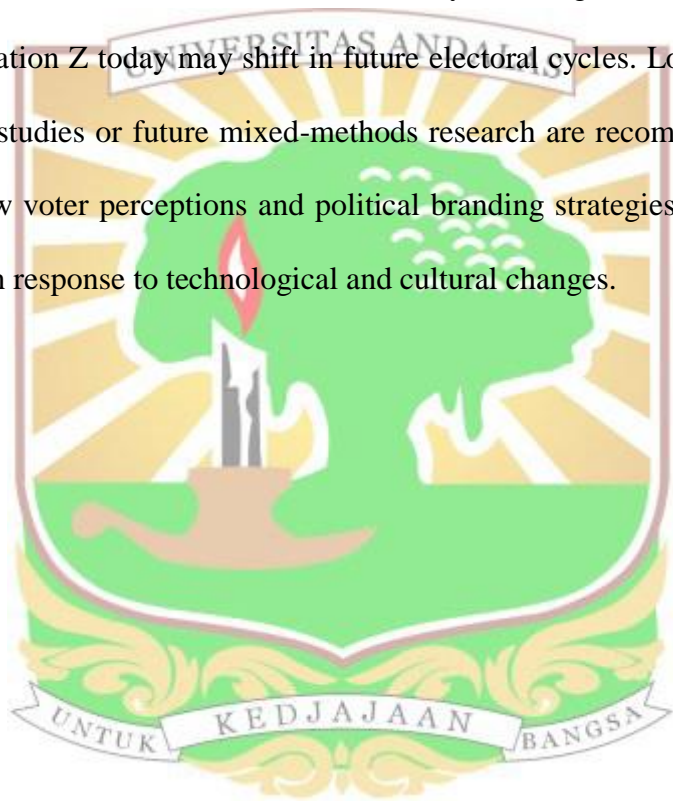 ation Z today may shift in future electoral cycles. Lo
UNIVERSITAS ANDALAS
studies or future mixed-methods research are recom
w voter perceptions and political branding strategies
n response to technological and cultural changes.
UNTUK KEDJAJAAN BANGSA